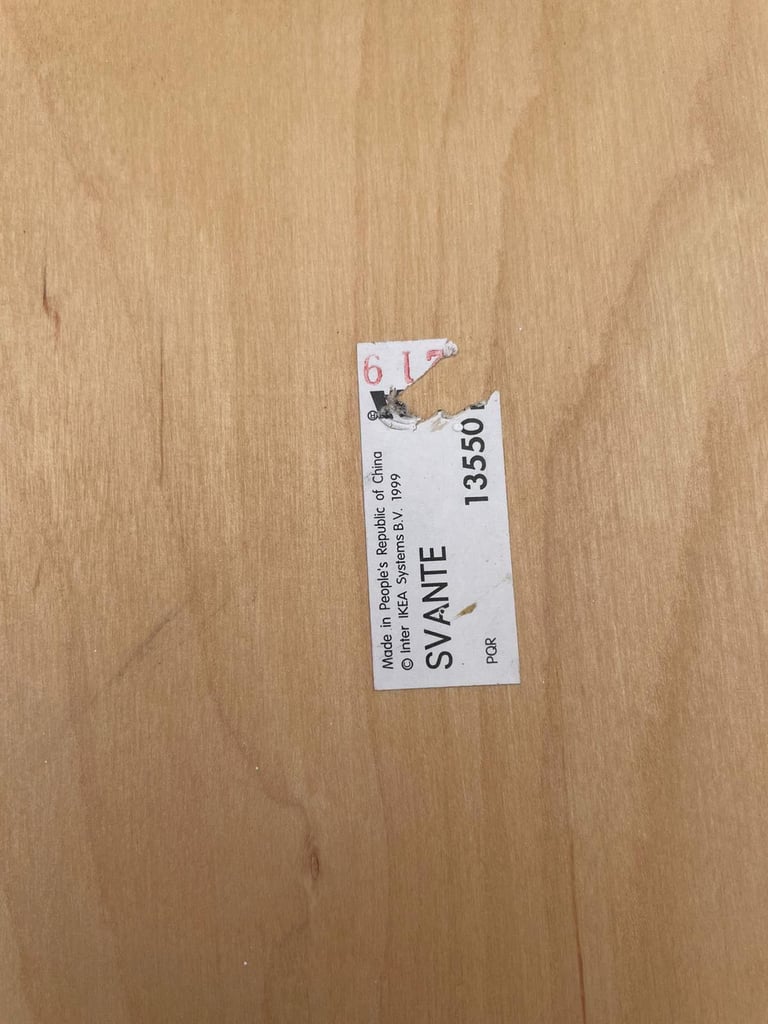 Made in People's Republic of China
© Inter IKEA Systems B.V. 1999
SVANTE
PQR
13550
6 1